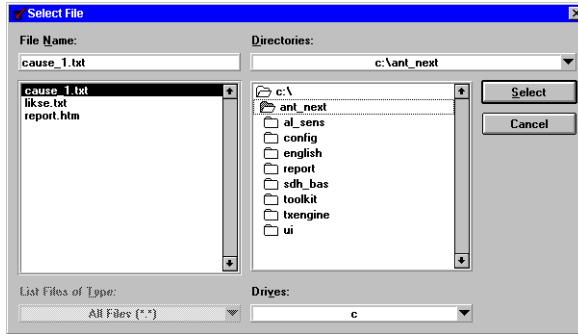 Select File
File Name:
cause_1.txt
cause_1.txt
likse.txt
report.htm
List Files of Type:
All Files (*.*)
Directories:
c:\ant_next
c:\
ant_next
al_sens
config
english
report
sdh_bas
toolkit
txengine
ui
Drives:
c
Select
Cancel